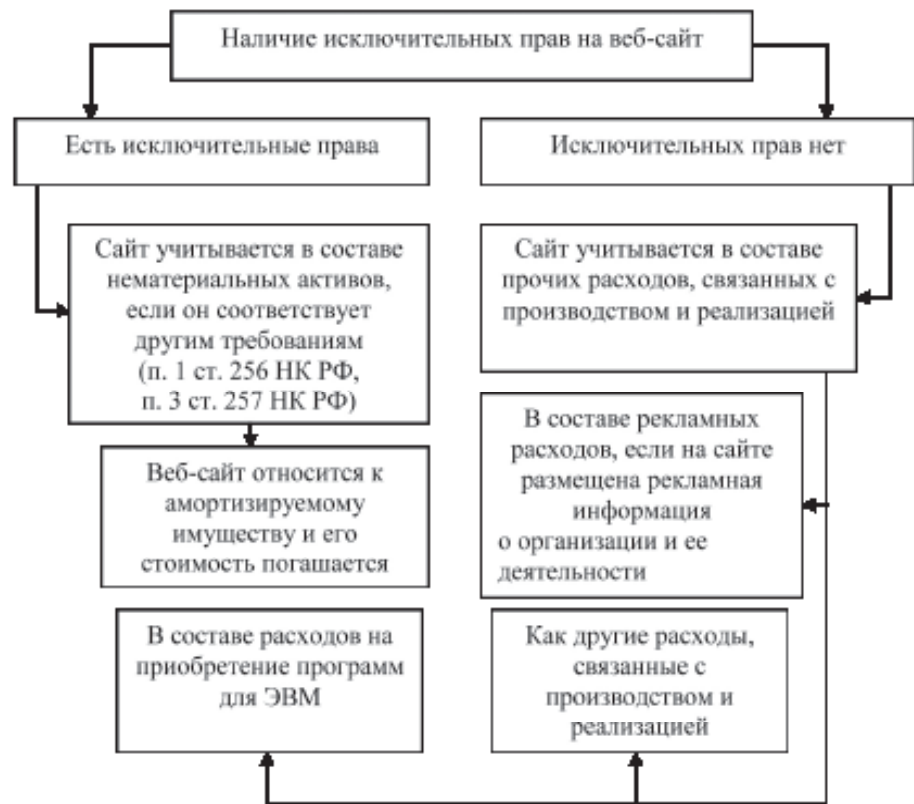 Наличие исключительных прав на веб-сайт
Есть исключительные права
Исключительных прав нет
Сайт учитывается в составе
нематериальных активов,
если он соответствует
другим требованиям
(п. 1 ст. 256 НК РФ,
п. 3 ст. 257 НК РФ)
Сайт учитывается в составе
прочих расходов, связанных с
производством и реализацией
Веб-сайт относится к
амортизируемому
имуществу и его
стоимость погашается
В составе рекламных
расходов, если на сайте
размещена рекламная
информация
о организации и ее
деятельности
В составе расходов на
приобретение программ
для ЭВМ
Как другие расходы,
связанные с
производством и
реализацией